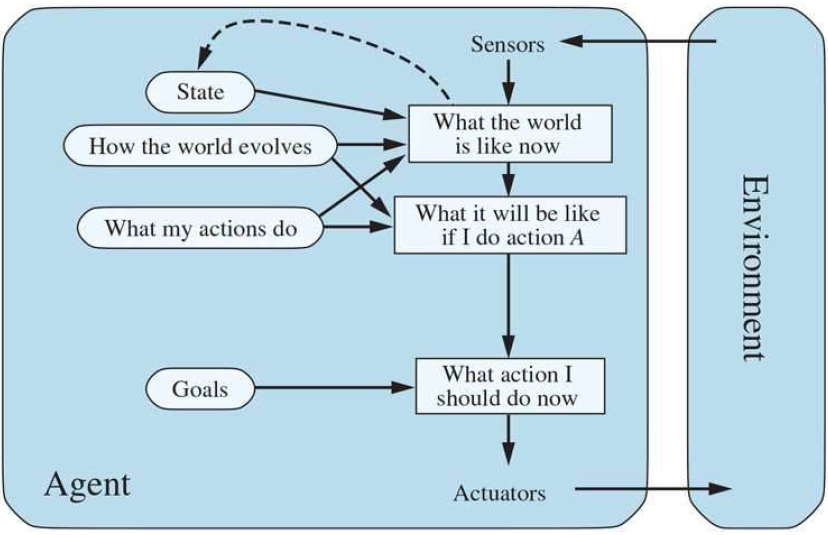 Sensors
State
What the world
is like now
How the world evolves
What my actions do
What it will be like
if I do action A
Environment
Goals
What action I
should do now
Agent
Actuators